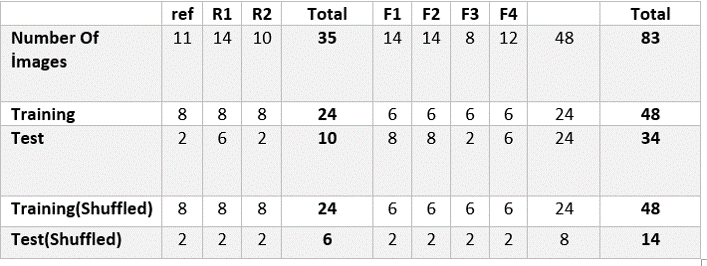 ref R1 R2 Total F1 F2 F3 F4 Total
Number Of 11 14 10 35 14 14 8 12 48 83
İmages
Training 8 8 8 24 6 6 6 6 24 48
Test 2 6 2 10 8 8 2 6 24 34
Training(Shuffled) 8 8 8 24 6 6 6 6 24 48
Test(Shuffled) 2 2 2 6 2 2 2 2 8 14